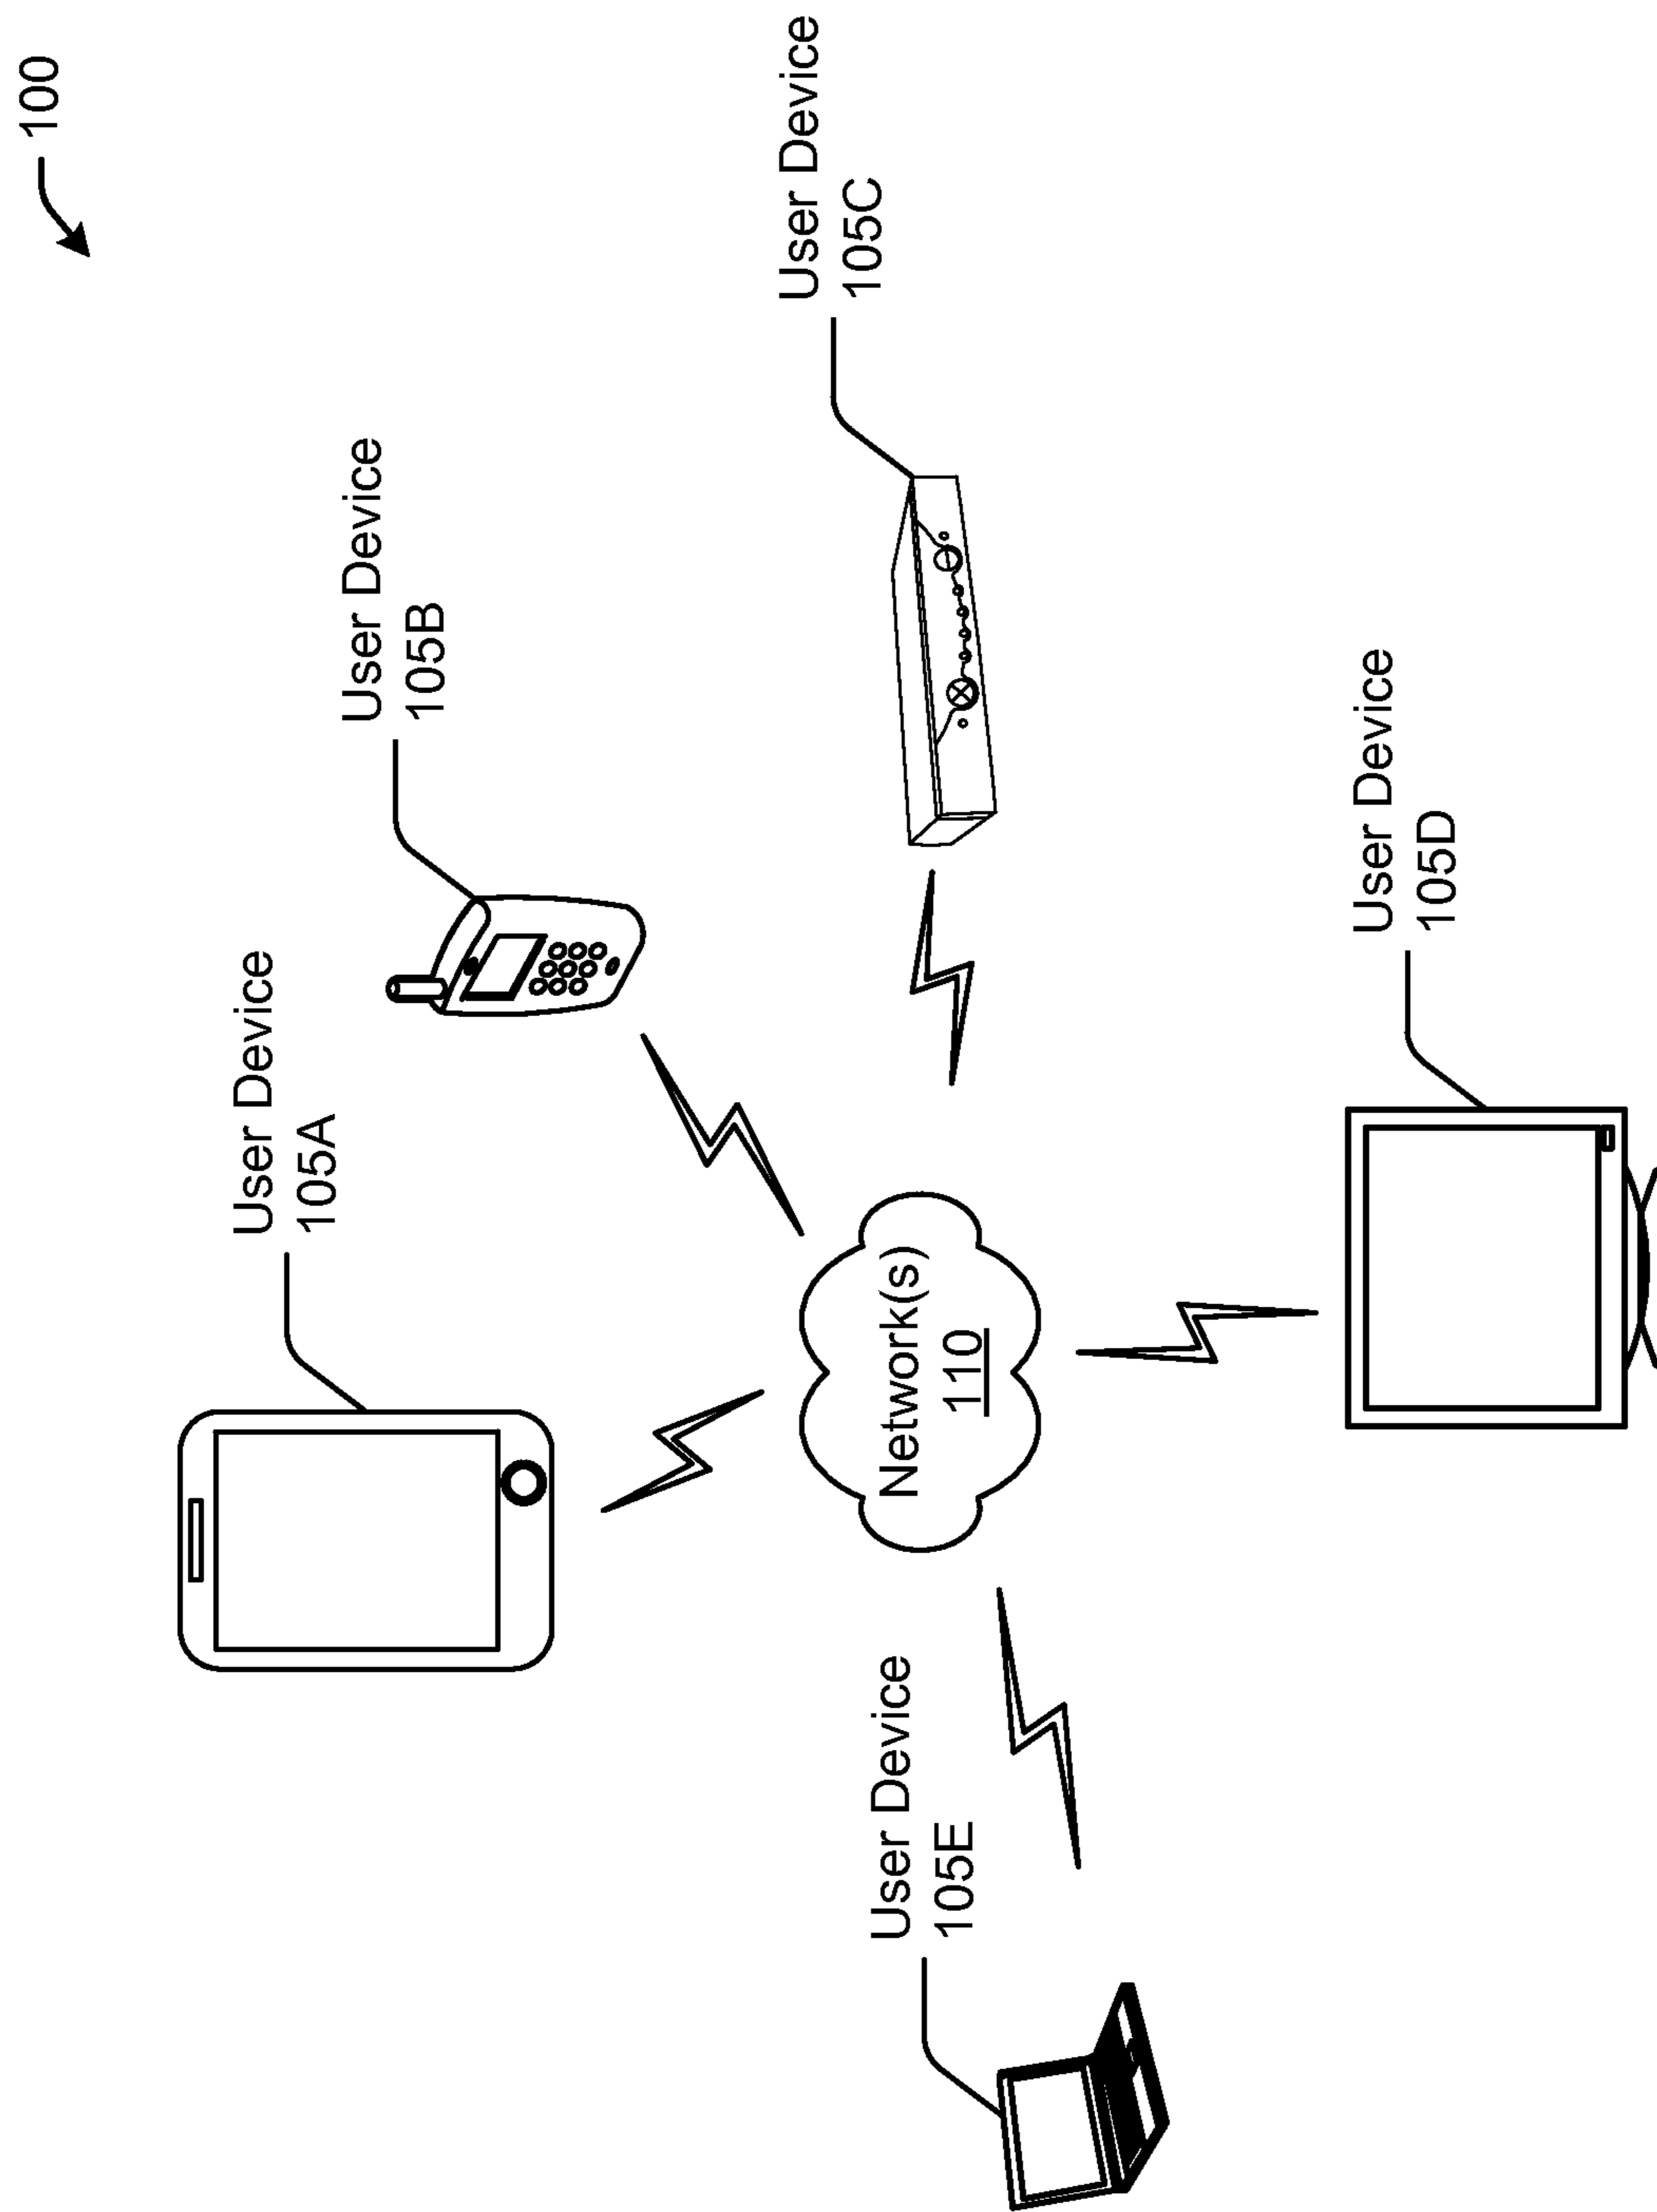 100
User Device
105A
User Device
105B
User Device
105C
User Device
105D
User Device
105E
Network(s)
110